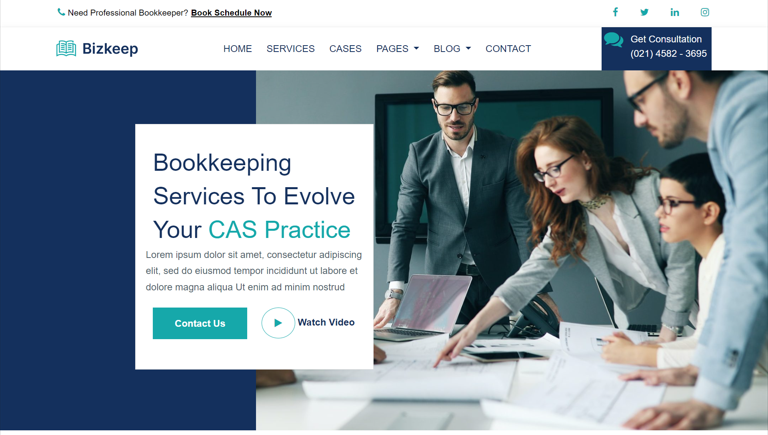 Need Professional Bookkeeper? Book Schedule Now
Bizkeep
HOME SERVICES CASES PAGES BLOG CONTACT
Get Consultation
(021) 4582 - 3695
Bookkeeping
Services To Evolve
Your CAS Practice
Lorem ipsum dolor sit amet, consectetur adipiscing
elit, sed do eiusmod tempor incididunt ut labore et
dolore magna aliqua Ut enim ad minim nostrud
Contact Us
Watch Video